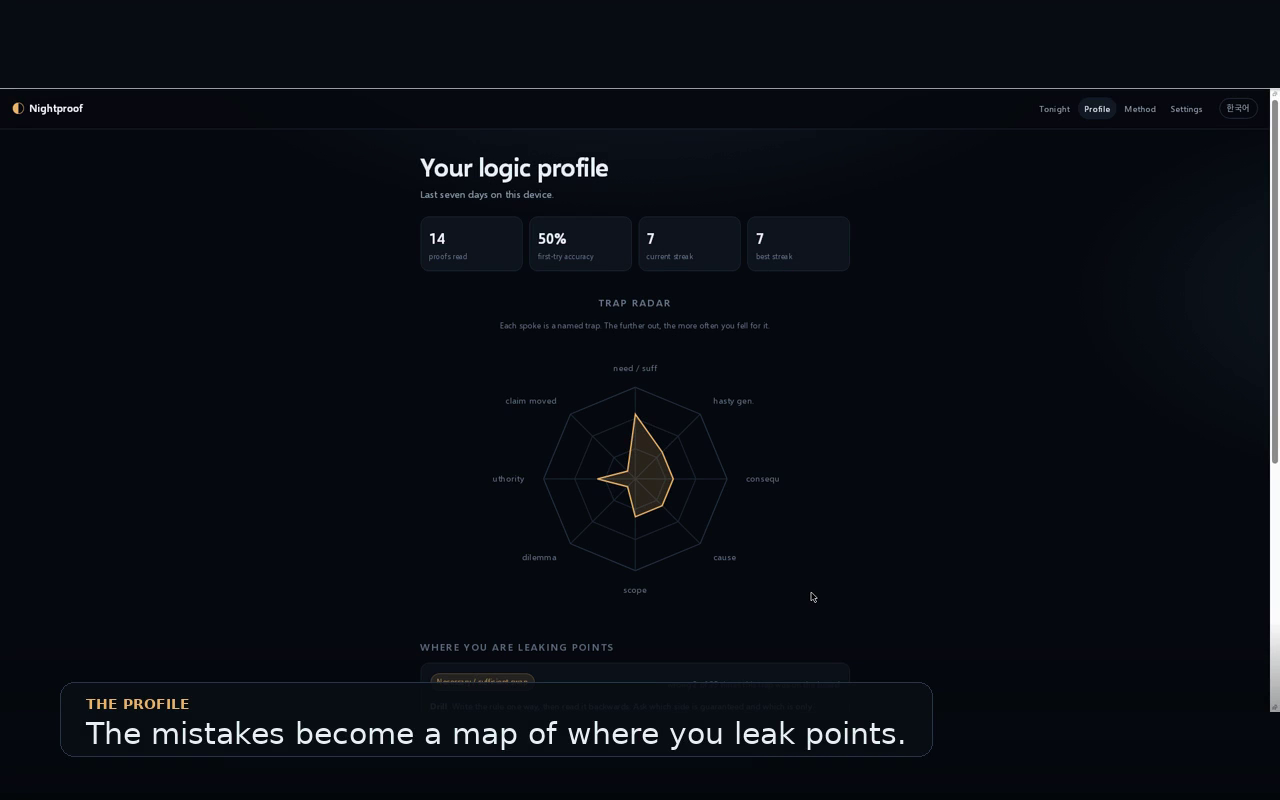 Nightproof
Tonight Profile Method Settings 한국어
Your logic profile
Last seven days on this device.
14 50% 7 7
proofs read first-try accuracy current streak best streak
TRAP RADAR
Each spoke is a named trap. The further out, the more often you fell for it.
need / suff
claim moved hasty gen.
uthority consequ
dilemma cause
scope
WHERE YOU ARE LEAKING POINTS
Necessary / sufficient swap
THE PROFILE
The mistakes become a map of where you leak points.